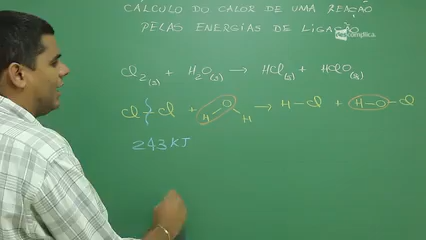 CÁLCULO DO CALOR DE UMA REAÇÃO
PELAS ENERGIAS DE LIGAÇÃO
Cl₂(g) + H₂O(g) → HCl(g) + HClO(g)
Cl Cl + H-O H → H-Cl + H-O-Cl
243 KJ